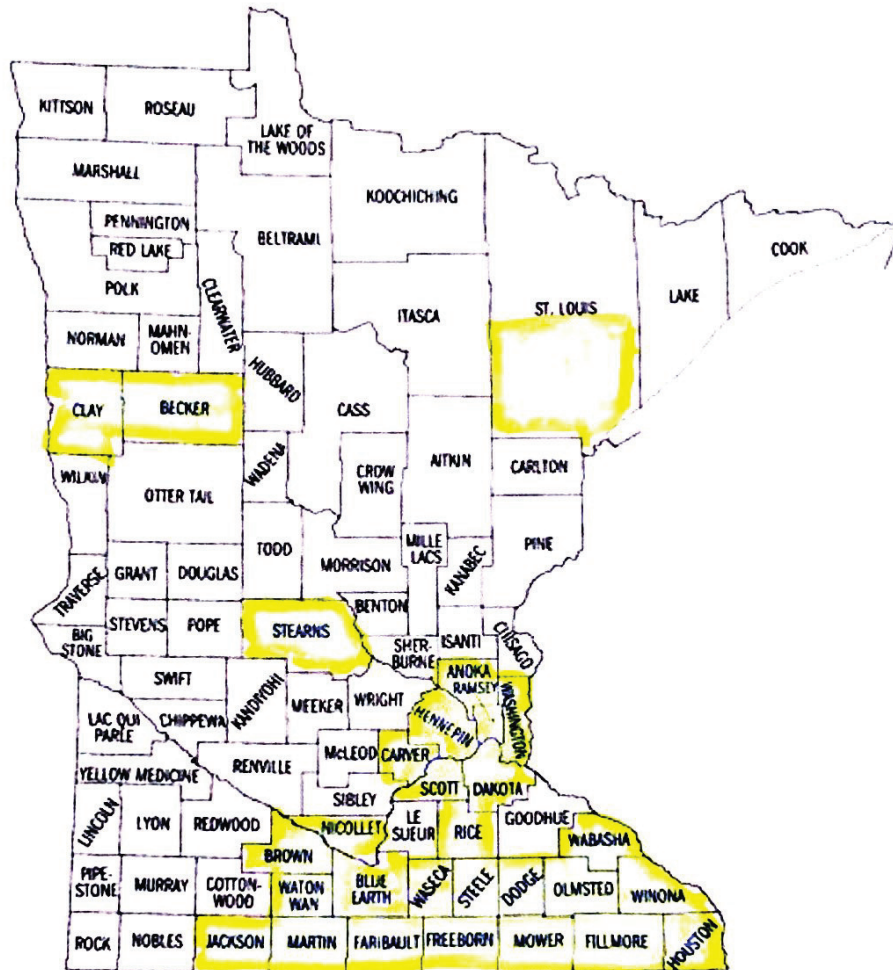 KITTSON
ROSEAU
LAKE OF
THE WOODS
MARSHALL
KOOCHICHING
PENNINGTON
BELTRAMI
RED LAKE
COOK
POLK
CLEARWATER
ITASCA
ST. LOUIS
LAKE
NORMAN
MAHN-
OMEN
HUBBARD
CASS
CLAY
BECKER
WADENA
CROW
WING
AITKIN
CARLTON
WILKIN
OTTER TAIL
TODD
MORRISON
MILLE
LACS
KANABEC
PINE
TRAVERSE
GRANT
DOUGLAS
BENTON
STEVENS
POPE
STEARNS
BIG
STONE
SHER-
BURNE
ISANTI
CHISAGO
SWIFT
KANDIYOHI
MEEKER
WRIGHT
ANOKA
RAMSEY
WASHINGTON
HENNEPIN
LAC QUI
PARLE
CHIPPEWA
McLEOD
CARVER
YELLOW MEDICINE
RENVILLE
SCOTT
DAKOTA
SIBLEY
LINCOLN
LYON
REDWOOD
NICOLLET
LE
SUEUR
RICE
GOODHUE
WABASHA
BROWN
PIPE-
STONE
MURRAY
COTTON-
WOOD
WATON
WAN
BLUE
EARTH
WASECA
STEELE
DODGE
OLMSTED
WINONA
ROCK
NOBLES
JACKSON
MARTIN
FARIBAULT
FREEBORN
MOWER
FILLMORE
HOUSTON